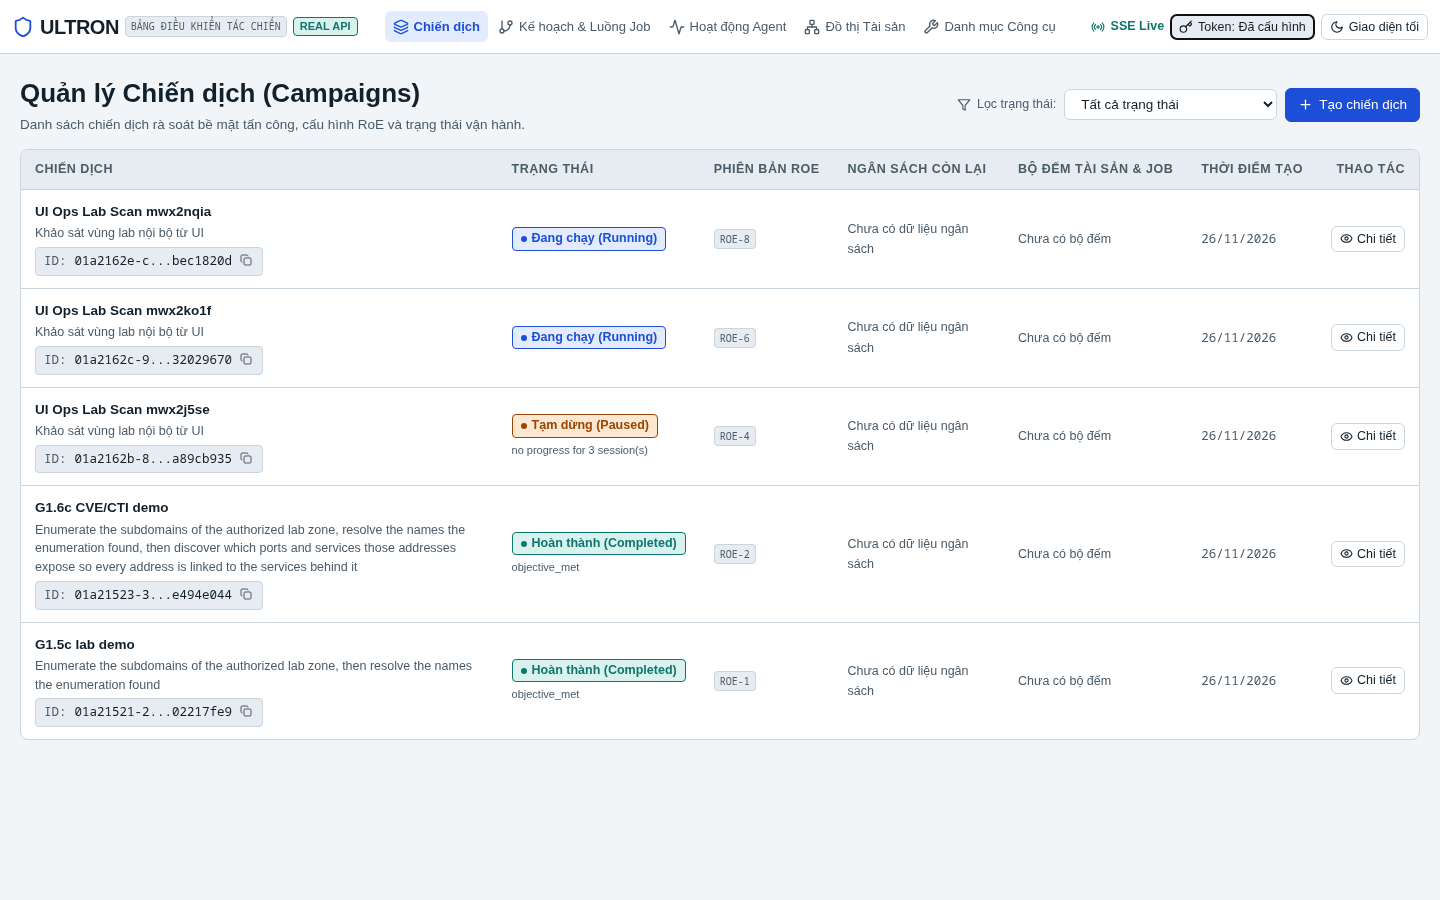 ULTRON BẢNG ĐIỀU KHIỂN TÁC CHIẾN REAL API Chiến dịch Kế hoạch & Luồng Job Hoạt động Agent Đồ thị Tài sản Danh mục Công cụ SSE Live Token: Đã cấu hình Giao diện tối
Quản lý Chiến dịch (Campaigns)
Danh sách chiến dịch rà soát bề mặt tấn công, cấu hình RoE và trạng thái vận hành.
Lọc trạng thái: Tất cả trạng thái Tạo chiến dịch
CHIẾN DỊCH TRẠNG THÁI PHIÊN BẢN ROE NGÂN SÁCH CÒN LẠI BỘ ĐẾM TÀI SẢN & JOB THỜI ĐIỂM TẠO THAO TÁC
UI Ops Lab Scan mwx2nqia
Khảo sát vùng lab nội bộ từ UI
ID: 01a2162e-c...bec1820d
Đang chạy (Running)
ROE-8
Chưa có dữ liệu ngân
sách
Chưa có bộ đếm
26/11/2026
Chi tiết
UI Ops Lab Scan mwx2ko1f
Khảo sát vùng lab nội bộ từ UI
ID: 01a2162c-9...32029670
Đang chạy (Running)
ROE-6
Chưa có dữ liệu ngân
sách
Chưa có bộ đếm
26/11/2026
Chi tiết
UI Ops Lab Scan mwx2j5se
Khảo sát vùng lab nội bộ từ UI
ID: 01a2162b-8...a89cb935
Tạm dừng (Paused)
no progress for 3 session(s)
ROE-4
Chưa có dữ liệu ngân
sách
Chưa có bộ đếm
26/11/2026
Chi tiết
G1.6c CVE/CTI demo
Enumerate the subdomains of the authorized lab zone, resolve the names the
enumeration found, then discover which ports and services those addresses
expose so every address is linked to the services behind it
ID: 01a21523-3...e494e044
Hoàn thành (Completed)
objective_met
ROE-2
Chưa có dữ liệu ngân
sách
Chưa có bộ đếm
26/11/2026
Chi tiết
G1.5c lab demo
Enumerate the subdomains of the authorized lab zone, then resolve the names
the enumeration found
ID: 01a21521-2...02217fe9
Hoàn thành (Completed)
objective_met
ROE-1
Chưa có dữ liệu ngân
sách
Chưa có bộ đếm
26/11/2026
Chi tiết